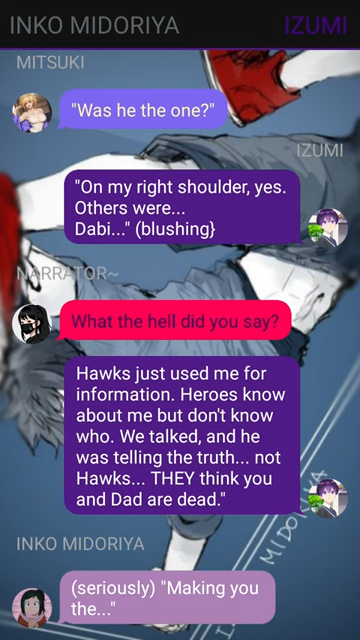 INKO MIDORIYA IZUMI
MITSUKI
"Was he the one?"
IZUMI
"On my right shoulder, yes.
Others were...
Dabi..." (blushing}
NARRATOR~
What the hell did you say?
Hawks just used me for
information. Heroes know
about me but don't know
who. We talked, and he
was telling the truth... not
Hawks... THEY think you
and Dad are dead."
MIDORIYA
INKO MIDORIYA
(seriously) "Making you
the..."